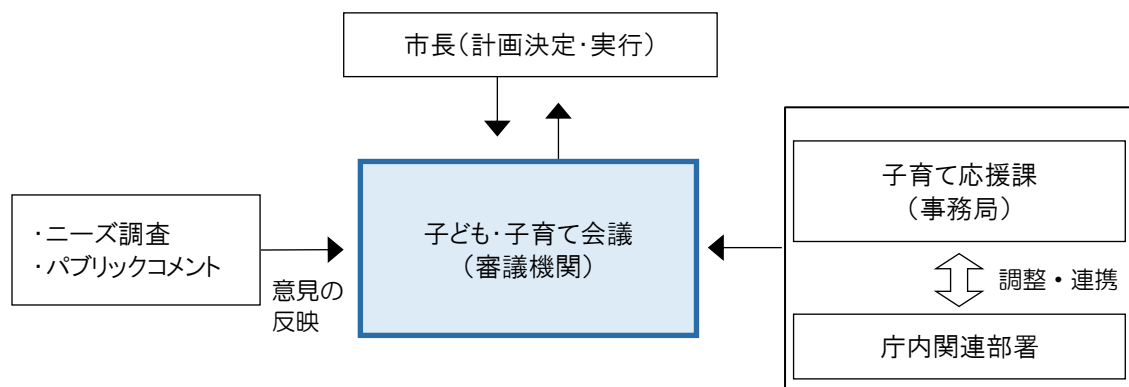 市長（計画決定・実行）
子育て応援課
（事務局）
・ニーズ調査
・パブリックコメント
子ども・子育て会議
（審議機関）
意見の
反映
調整・連携
庁内関連部署